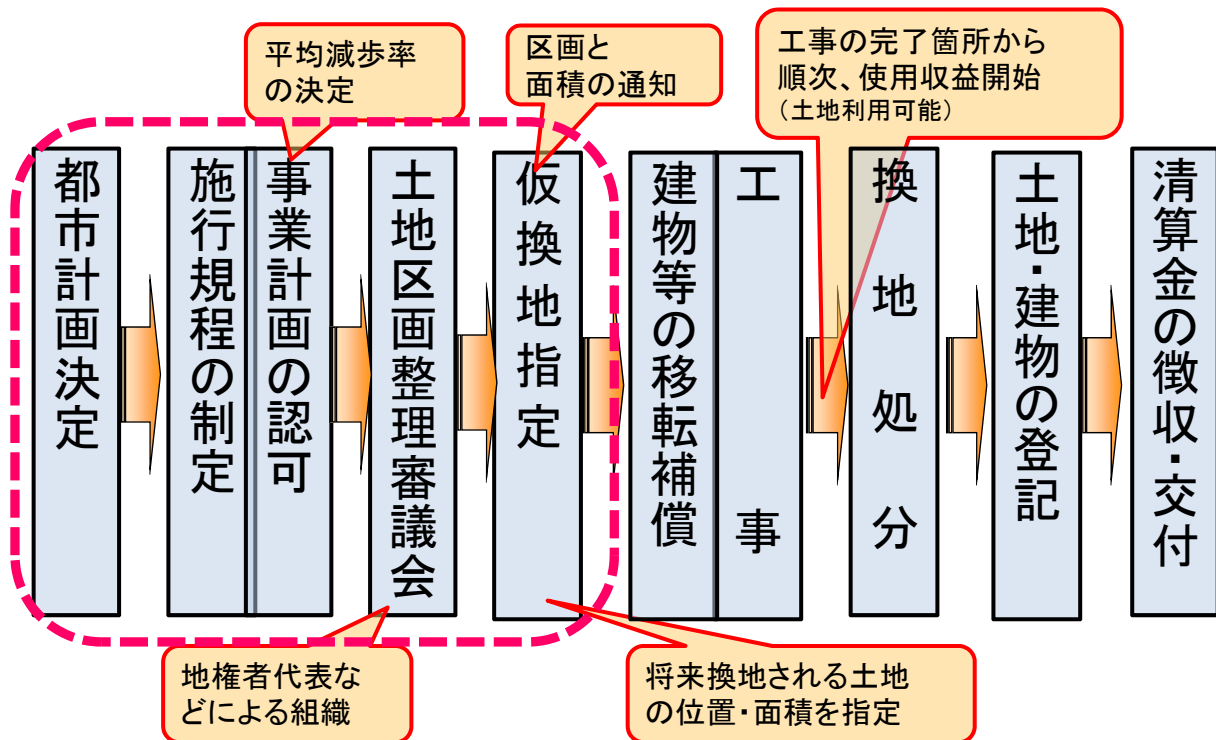 平均減歩率
の決定
区画と
面積の通知
工事の完了箇所から
順次、使用収益開始
（土地利用可能）
都市計画決定
施行規程の制定
事業計画の認可
土地区画整理審議会
仮換地指定
建物等の移転補償
工事
換地処分
土地・建物の登記
清算金の徴収・交付
地権者代表な
どによる組織
将来換地される土地
の位置・面積を指定